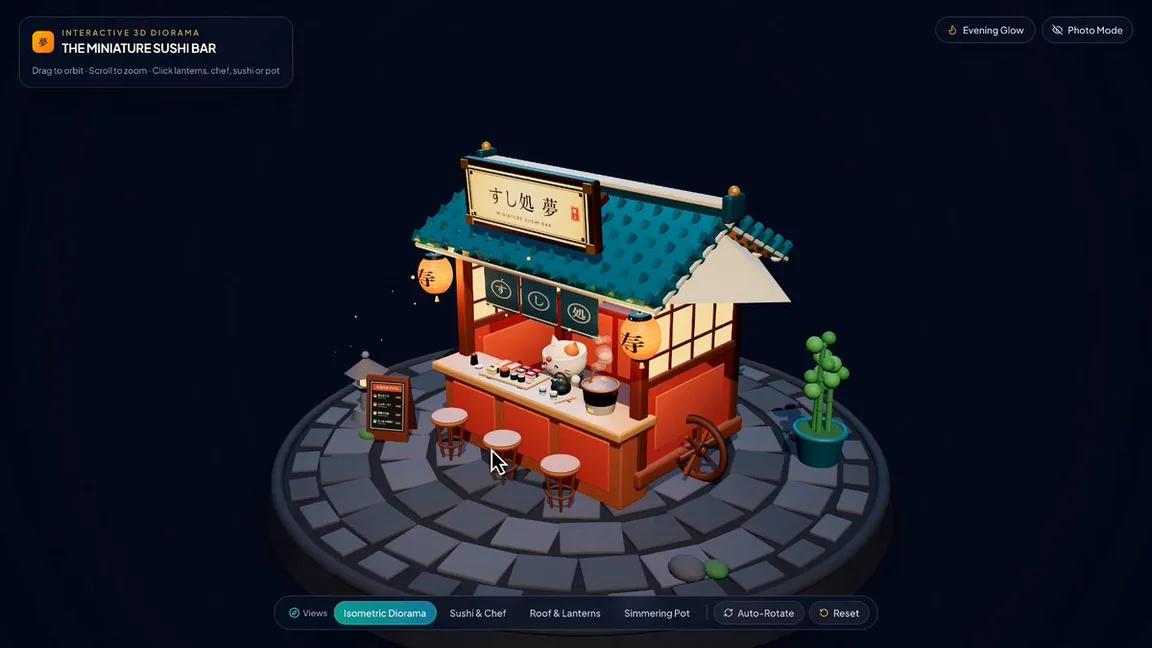 夢
INTERACTIVE 3D DIORAMA
THE MINIATURE SUSHI BAR
Drag to orbit · Scroll to zoom · Click lanterns, chef, sushi or pot
Evening Glow
Photo Mode
すし処 夢
MINIATURE SUSHI BAR
寿
す
し
処
寿
Views
Isometric Diorama
Sushi & Chef
Roof & Lanterns
Simmering Pot
Auto-Rotate
Reset